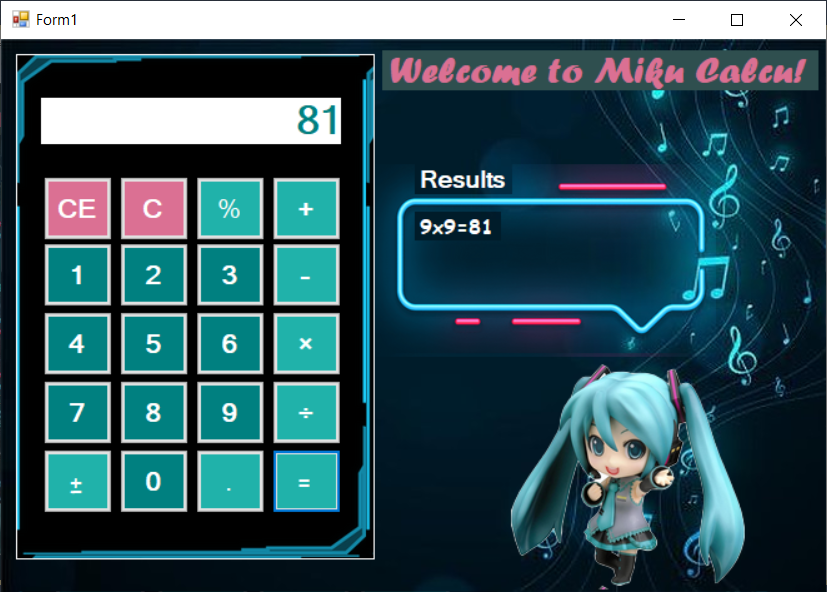 Form1
Welcome to Miku Calcu!
81
Results
9x9=81
CE C % +
1 2 3 -
4 5 6 ×
7 8 9 ÷
± 0 . =